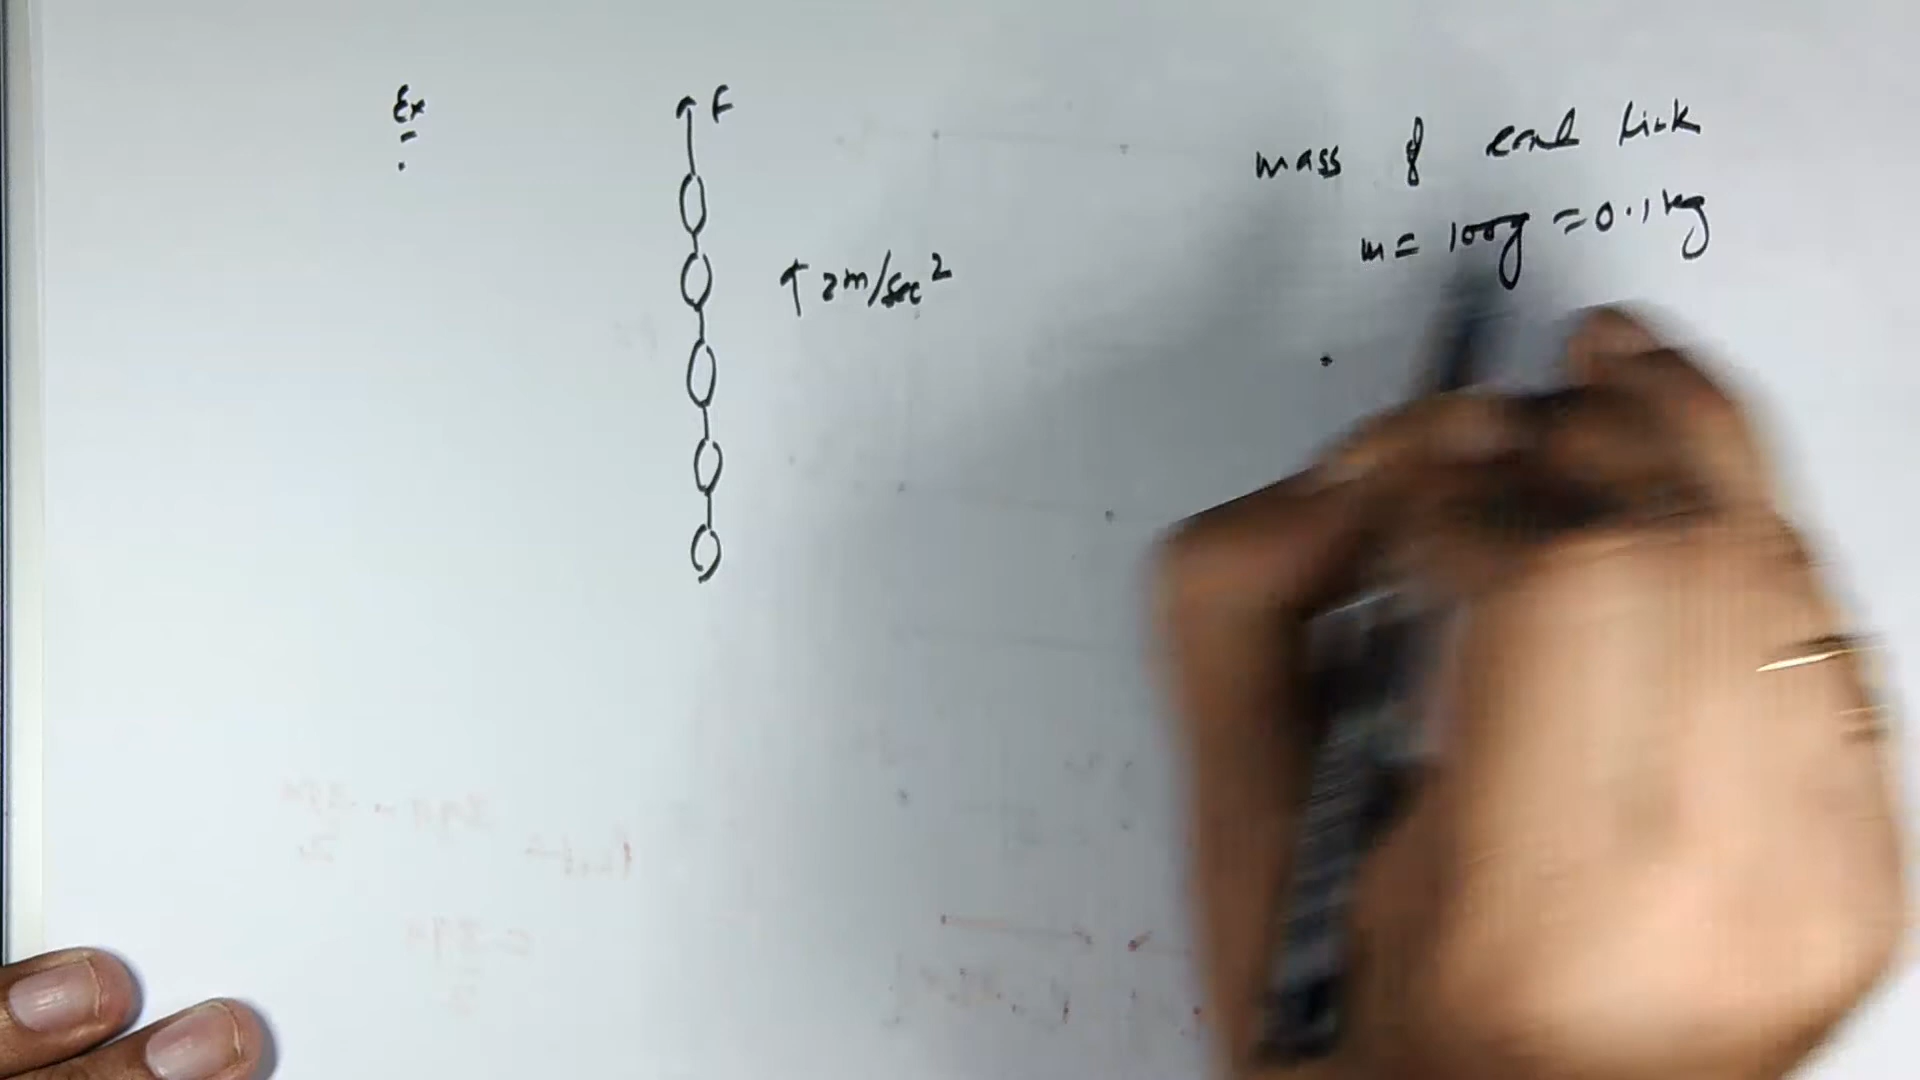 Ex
F
2m/sec²
mass of each link
m = 100g = 0.1kg